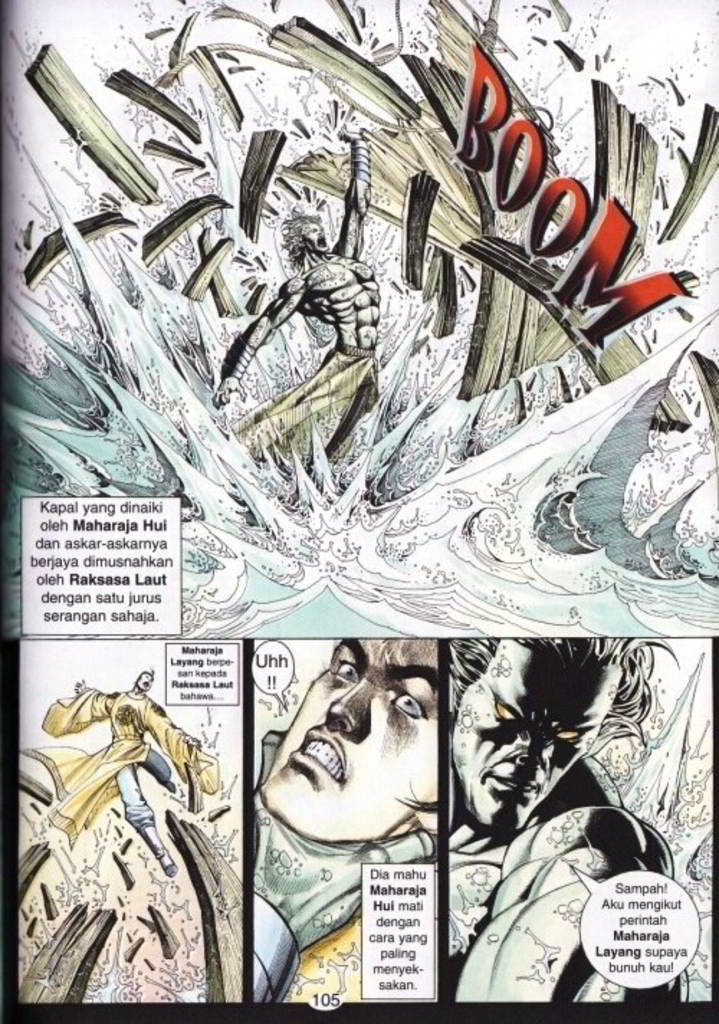 BOOM
Kapal yang dinaiki
oleh Maharaja Hui
dan askar-askarnya
berjaya dimusnahkan
oleh Raksasa Laut
dengan satu jurus
serangan sahaja.
Maharaja
Layang berpe-
san kepada
Raksasa Laut
bahawa....
Uhh
!!
Dia mahu
Maharaja
Hui mati
dengan
cara yang
paling
menyek-
sakan.
Sampah!
Aku mengikut
perintah
Maharaja
Layang supaya
bunuh kau!
105